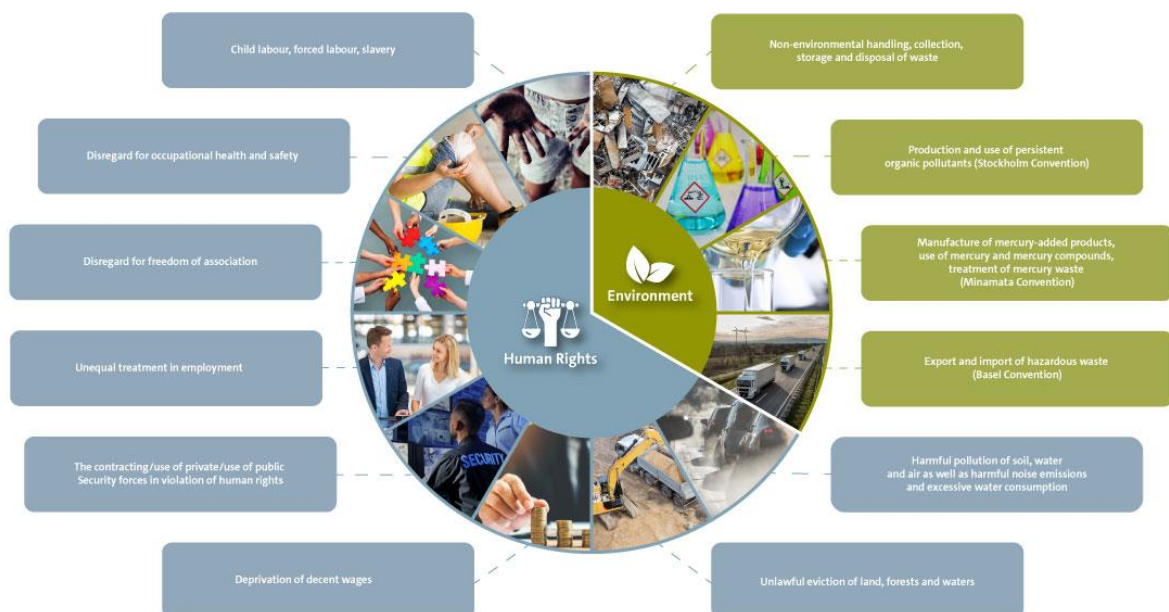 Child labour, forced labour, slavery
Disregard for occupational health and safety
Disregard for freedom of association
Unequal treatment in employment
The contracting/use of private/use of public
Security forces in violation of human rights
Deprivation of decent wages
Human Rights
Environment
SECURITY
Non-environmental handling, collection,
storage and disposal of waste
Production and use of persistent
organic pollutants (Stockholm Convention)
Manufacture of mercury-added products,
use of mercury and mercury compounds,
treatment of mercury waste
(Minamata Convention)
Export and import of hazardous waste
(Basel Convention)
Harmful pollution of soil, water
and air as well as harmful noise emissions
and excessive water consumption
Unlawful eviction of land, forests and waters